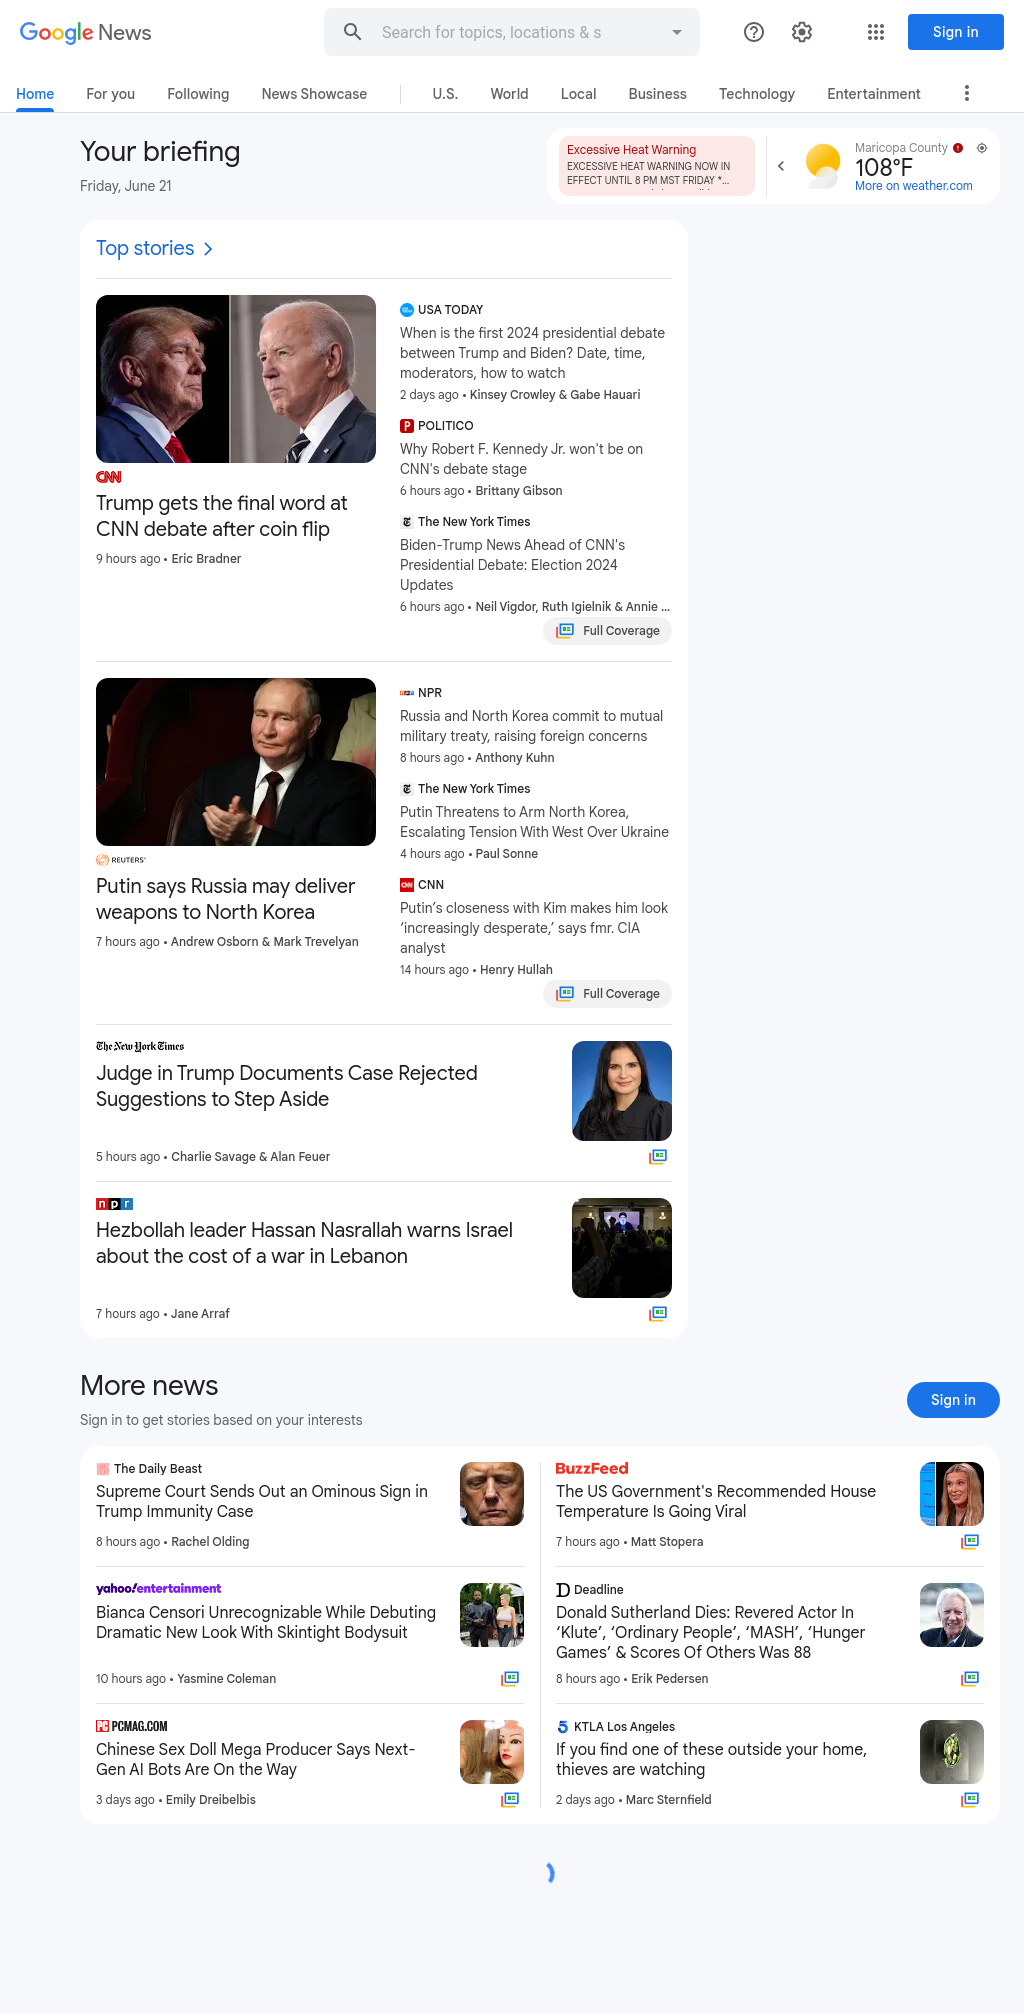 Google News
Search for topics, locations & s
Sign in
Home
For you
Following
News Showcase
U.S.
World
Local
Business
Technology
Entertainment
Your briefing
Friday, June 21
Excessive Heat Warning
EXCESSIVE HEAT WARNING NOW IN
EFFECT UNTIL 8 PM MST FRIDAY *...
Maricopa County
108°F
More on weather.com
Top stories
CNN
Trump gets the final word at
CNN debate after coin flip
9 hours ago • Eric Bradner
USA TODAY
When is the first 2024 presidential debate
between Trump and Biden? Date, time,
moderators, how to watch
2 days ago • Kinsey Crowley & Gabe Hauari
POLITICO
Why Robert F. Kennedy Jr. won't be on
CNN's debate stage
6 hours ago • Brittany Gibson
The New York Times
Biden-Trump News Ahead of CNN's
Presidential Debate: Election 2024
Updates
6 hours ago • Neil Vigdor, Ruth Igielnik & Annie ...
Full Coverage
REUTERS
Putin says Russia may deliver
weapons to North Korea
7 hours ago • Andrew Osborn & Mark Trevelyan
NPR
Russia and North Korea commit to mutual
military treaty, raising foreign concerns
8 hours ago • Anthony Kuhn
The New York Times
Putin Threatens to Arm North Korea,
Escalating Tension With West Over Ukraine
4 hours ago • Paul Sonne
CNN
Putin’s closeness with Kim makes him look
‘increasingly desperate,’ says fmr. CIA
analyst
14 hours ago • Henry Hullah
Full Coverage
The New York Times
Judge in Trump Documents Case Rejected
Suggestions to Step Aside
5 hours ago • Charlie Savage & Alan Feuer
npr
Hezbollah leader Hassan Nasrallah warns Israel
about the cost of a war in Lebanon
7 hours ago • Jane Arraf
More news
Sign in to get stories based on your interests
Sign in
The Daily Beast
Supreme Court Sends Out an Ominous Sign in
Trump Immunity Case
8 hours ago • Rachel Olding
BuzzFeed
The US Government's Recommended House
Temperature Is Going Viral
7 hours ago • Matt Stopera
yahoo!entertainment
Bianca Censori Unrecognizable While Debuting
Dramatic New Look With Skintight Bodysuit
10 hours ago • Yasmine Coleman
D Deadline
Donald Sutherland Dies: Revered Actor In
‘Klute’, ‘Ordinary People’, ‘MASH’, ‘Hunger
Games’ & Scores Of Others Was 88
8 hours ago • Erik Pedersen
PC PCMAG.COM
Chinese Sex Doll Mega Producer Says Next-
Gen AI Bots Are On the Way
3 days ago • Emily Dreibelbis
5 KTLA Los Angeles
If you find one of these outside your home,
thieves are watching
2 days ago • Marc Sternfield